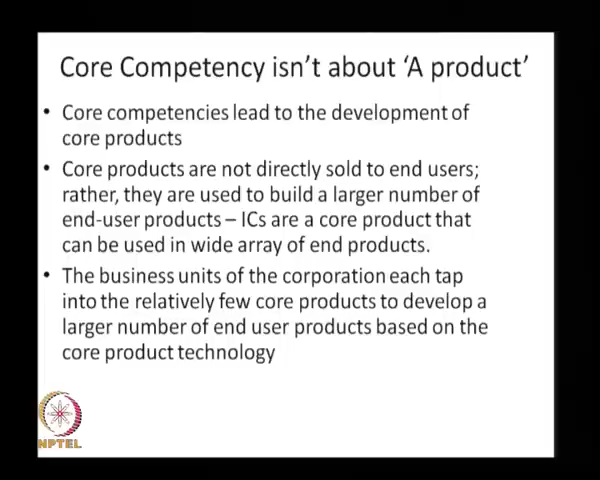 Core Competency isn't about 'A product'
• Core competencies lead to the development of
core products
• Core products are not directly sold to end users;
rather, they are used to build a larger number of
end-user products – ICs are a core product that
can be used in wide array of end products.
• The business units of the corporation each tap
into the relatively few core products to develop a
larger number of end user products based on the
core product technology
NPTEL